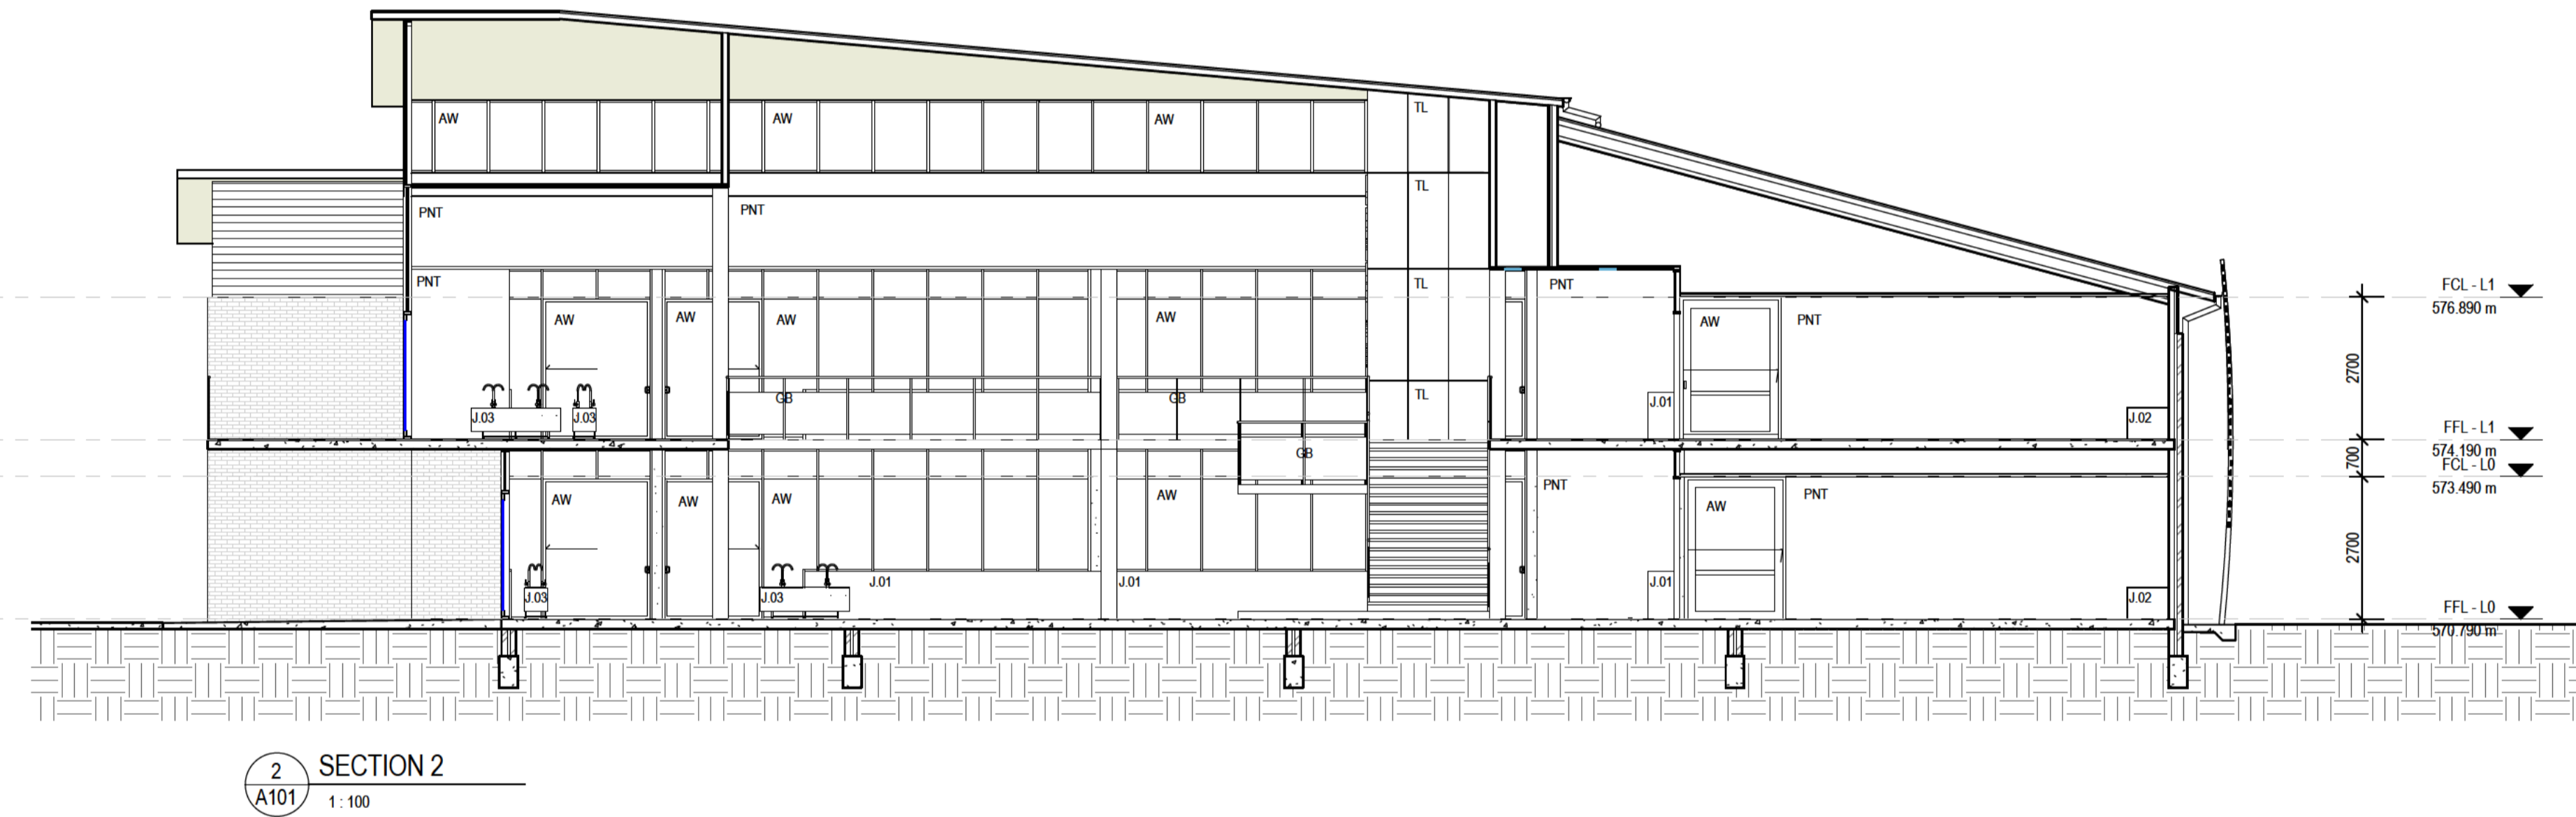 AW
AW
AW
TL
TL
PNT
PNT
PNT
TL
PNT
FCL - L1
576.890 m
AW
AW
AW
AW
AW
PNT
2700
GB
GB
TL
J.01
J.03
J.03
J.02
FFL - L1
574.190 m
700
FCL - L0
573.490 m
GB
PNT
AW
AW
AW
AW
AW
PNT
2700
J.01
J.01
J.01
J.03
J.03
J.02
FFL - L0
570.790 m
2
A101
SECTION 2
1 : 100